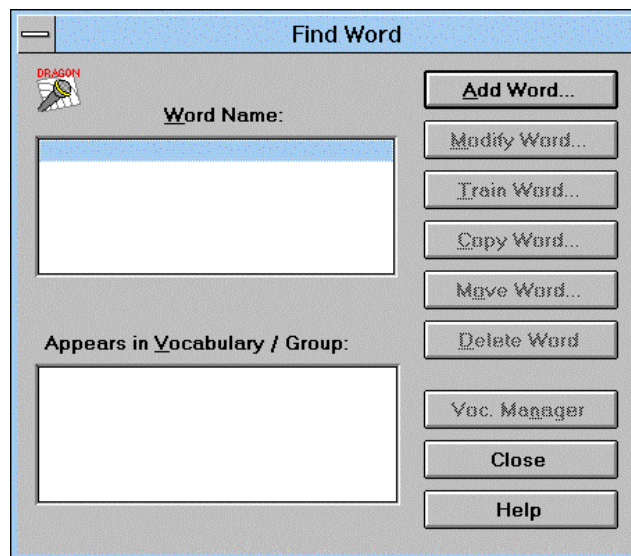 Find Word
DRAGON
Word Name:
Appears in Vocabulary / Group:
Add Word...
Modify Word...
Train Word...
Copy Word...
Move Word...
Delete Word
Voc. Manager
Close
Help